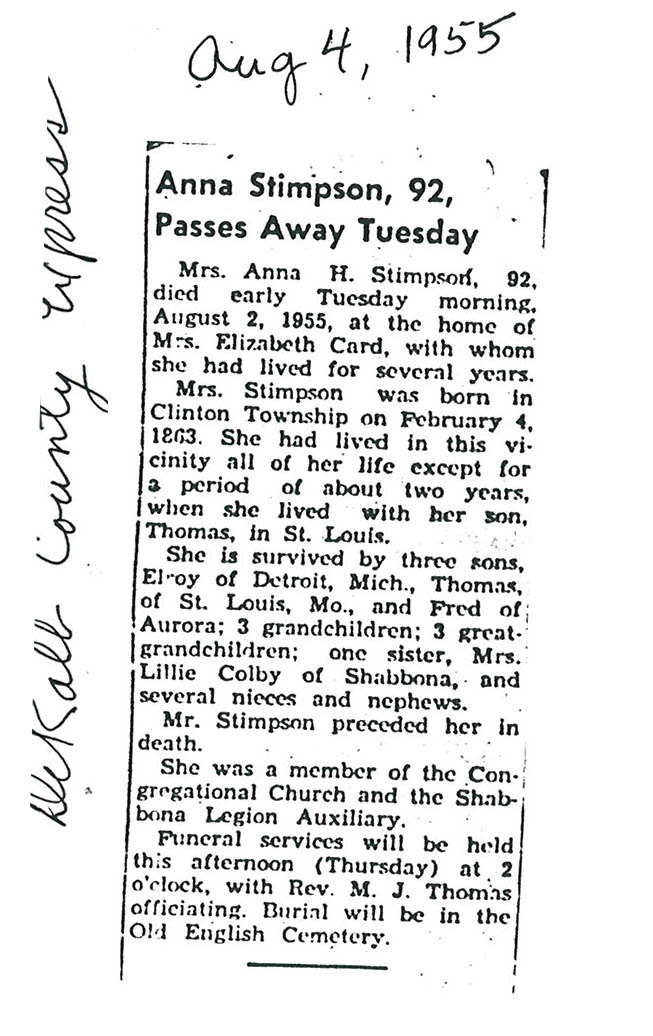 Aug 4, 1955
DeKalb County Express
Anna Stimpson, 92,
Passes Away Tuesday
Mrs. Anna H. Stimpson, 92,
died early Tuesday morning,
August 2, 1955, at the home of
Mrs. Elizabeth Card, with whom
she had lived for several years.
Mrs. Stimpson was born in
Clinton Township on February 4,
1863. She had lived in this vi-
cinity all of her life except for
a period of about two years,
when she lived with her son,
Thomas, in St. Louis.
She is survived by three sons,
Elroy of Detroit, Mich., Thomas,
of St. Louis, Mo., and Fred of
Aurora; 3 grandchildren; 3 great-
grandchildren; one sister, Mrs.
Lillie Colby of Shabbona, and
several nieces and nephews.
Mr. Stimpson preceded her in
death.
She was a member of the Con-
gregational Church and the Shab-
bona Legion Auxiliary.
Funeral services will be held
this afternoon (Thursday) at 2
o'clock, with Rev. M. J. Thomas
officiating. Burial will be in the
Old English Cemetery.